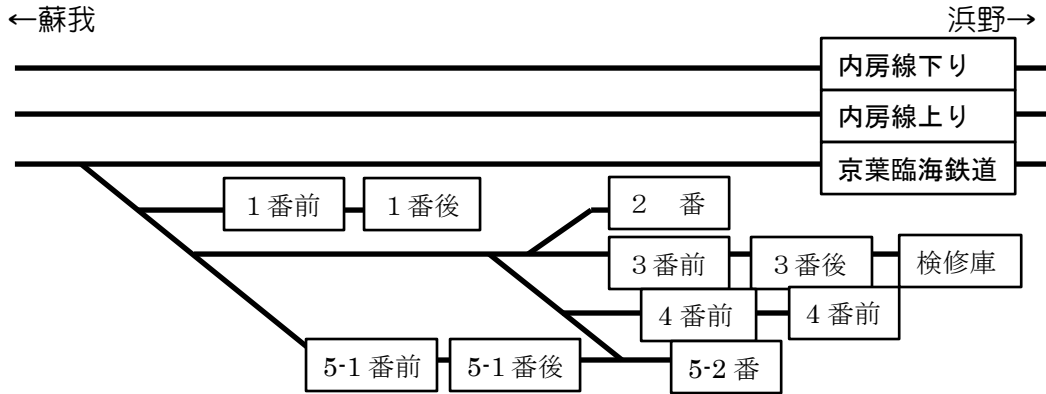 ←蘇我
浜野→
内房線下り
内房線上り
京葉臨海鉄道
1番前
1番後
2 番
3番前
3番後
検修庫
4番前
4番前
5-1番前
5-1番後
5-2番